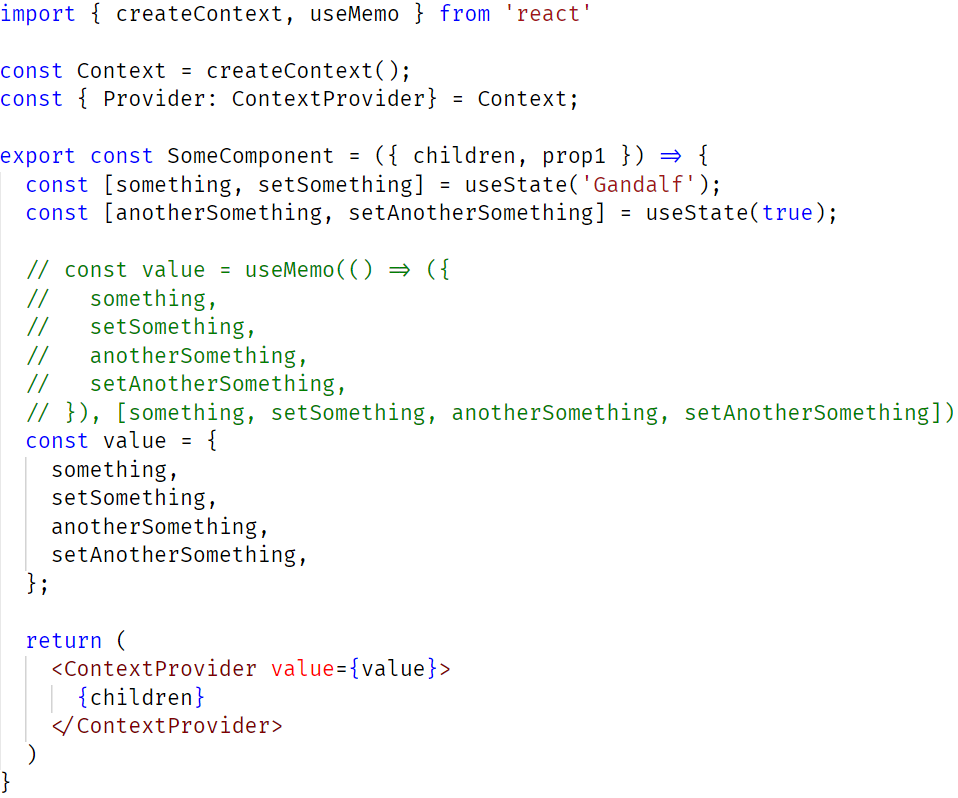 import { createContext, useMemo } from 'react'
const Context = createContext();
const { Provider: ContextProvider} = Context;
export const SomeComponent = ({ children, prop1 }) => {
const [something, setSomething] = useState('Gandalf');
const [anotherSomething, setAnotherSomething] = useState(true);
// const value = useMemo(() => ({
//   something,
//   setSomething,
//   anotherSomething,
//   setAnotherSomething,
// }), [something, setSomething, anotherSomething, setAnotherSomething])
const value = {
something,
setSomething,
anotherSomething,
setAnotherSomething,
};
return (
<ContextProvider value={value}>
{children}
</ContextProvider>
)
}